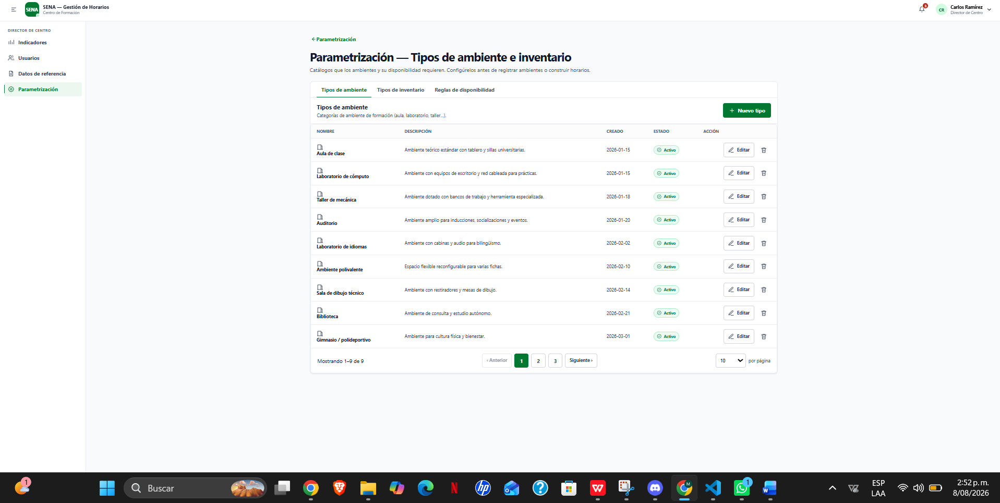 SENA
SENA — Gestión de Horarios
Centro de Formación
3
CR
Carlos Ramírez
Director de Centro
DIRECTOR DE CENTRO
Indicadores
Usuarios
Datos de referencia
Parametrización
Parametrización
Parametrización — Tipos de ambiente e inventario
Catálogos que los ambientes y su disponibilidad requieren. Configúrelos antes de registrar ambientes o construir horarios.
Tipos de ambiente Tipos de inventario Reglas de disponibilidad
Tipos de ambiente
Categorías de ambiente de formación (aula, laboratorio, taller...).
+ Nuevo tipo
NOMBRE DESCRIPCIÓN CREADO ESTADO ACCIÓN
Aula de clase Ambiente teórico estándar con tablero y sillas universitarias. 2026-01-15 Activo Editar
Laboratorio de cómputo Ambiente con equipos de escritorio y red cableada para prácticas. 2026-01-15 Activo Editar
Taller de mecánica Ambiente dotado con bancos de trabajo y herramienta especializada. 2026-01-18 Activo Editar
Auditorio Ambiente amplio para inducciones, socializaciones y eventos. 2026-01-20 Activo Editar
Laboratorio de idiomas Ambiente con cabinas y audio para bilingüismo. 2026-02-02 Activo Editar
Ambiente polivalente Espacio flexible reconfigurable para varias fichas. 2026-02-10 Activo Editar
Sala de dibujo técnico Ambiente con restiradores y mesas de dibujo. 2026-02-14 Activo Editar
Biblioteca Ambiente de consulta y estudio autónomo. 2026-02-21 Activo Editar
Gimnasio / polideportivo Ambiente para cultura física y bienestar. 2026-03-01 Activo Editar
Mostrando 1–9 de 9 ‹ Anterior 1 2 3 Siguiente › 10 por página
1
Buscar
N
hp
O
?
W
M
1
W
ESP
LAA
2:52 p. m.
8/08/2026